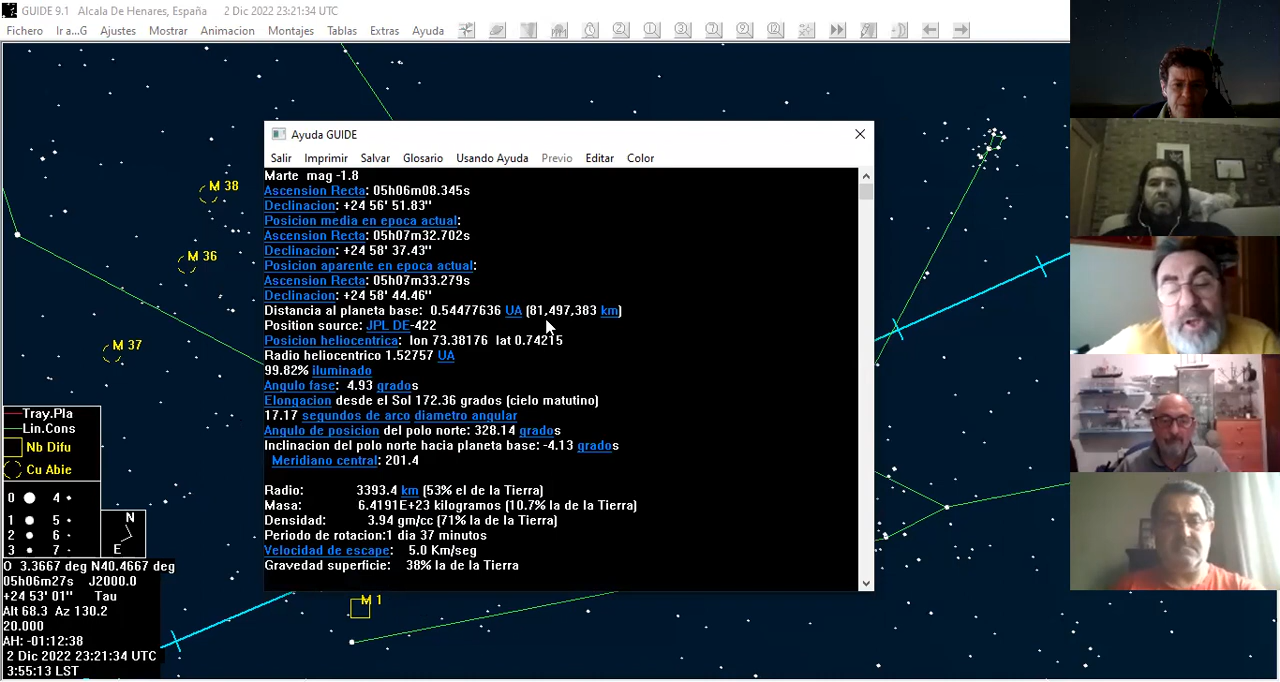 GUIDE 9.1   Alcala De Henares, España     2 Dic 2022 23:21:34 UTC
Fichero   Ir a...G   Ajustes   Mostrar   Animacion   Montajes   Tablas   Extras   Ayuda
M 38
M 36
M 37
Ayuda GUIDE
Salir   Imprimir   Salvar   Glosario   Usando Ayuda   Previo   Editar   Color
Marte  mag -1.8
Ascension Recta: 05h06m08.345s
Declinacion: +24 56' 51.83"
Posicion media en epoca actual:
Ascension Recta: 05h07m32.702s
Declinacion: +24 58' 37.43"
Posicion aparente en epoca actual:
Ascension Recta: 05h07m33.279s
Declinacion: +24 58' 44.46"
Distancia al planeta base:  0.54477636 UA (81,497,383 km)
Position source: JPL DE-422
Posicion heliocentrica:  lon 73.38176  lat 0.74215
Radio heliocentrico 1.52757 UA
99.82% iluminado
Angulo fase:  4.93 grados
Elongacion desde el Sol 172.36 grados (cielo matutino)
17.17 segundos de arco diametro angular
Angulo de posicion del polo norte: 328.14 grados
Inclinacion del polo norte hacia planeta base: -4.13 grados
Meridiano central: 201.4
Radio:   3393.4 km (53% el de la Tierra)
Masa:   6.4191E+23 kilogramos (10.7% la de Tierra)
Densidad:   3.94 gm/cc (71% la de Tierra)
Periodo de rotacion:1 dia 37 minutos
Velocidad de escape:   5.0 Km/seg
Gravedad superficie:   38% la de Tierra
M 1
Tray.Pla
Lin.Cons
Nb Difu
Cu Abie
0   4
1   5
2   6
3   7
N
E
O  3.3667 deg N40.4667 deg
05h06m27s   J2000.0
+24 53' 01"   Tau
Alt 68.3  Az 130.2
20.000
AH: -01:12:38
2 Dic 2022 23:21:34 UTC
3:55:13 LST